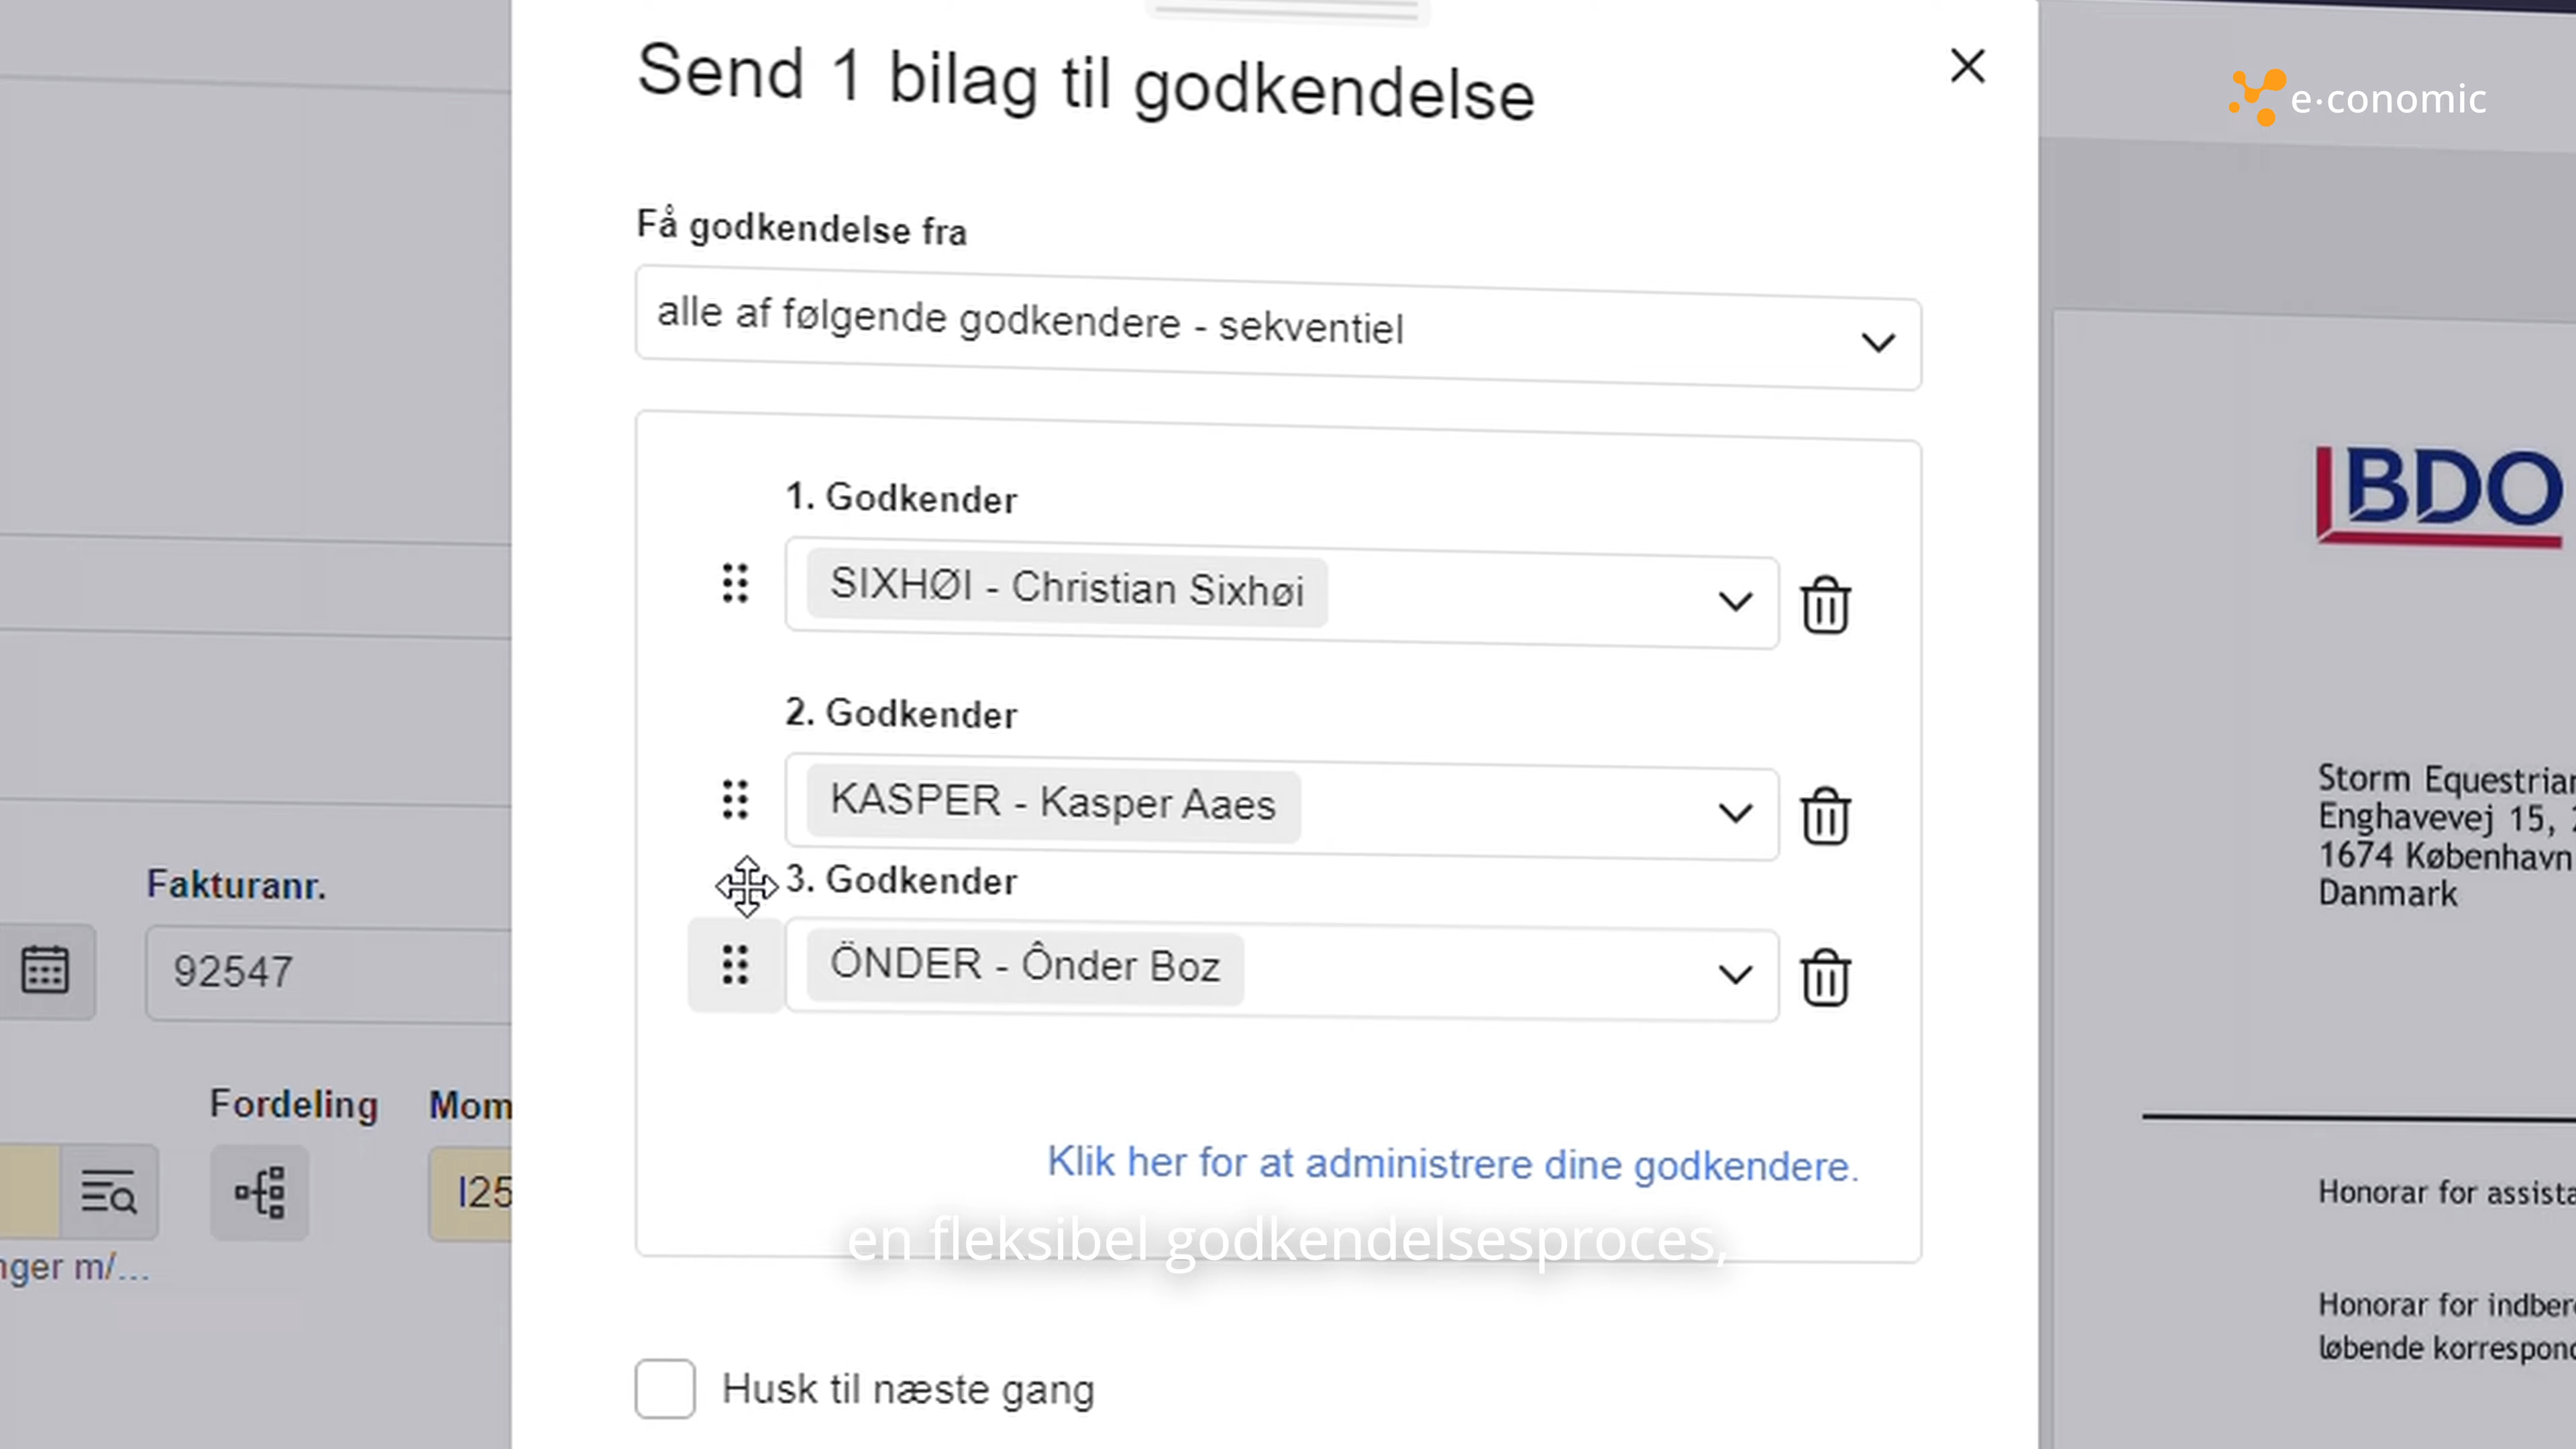 Send 1 bilag til godkendelse
e·conomic
Få godkendelse fra
alle af følgende godkendere - sekventiel
1. Godkender
SIXHØI - Christian Sixhøi
2. Godkender
KASPER - Kasper Aaes
3. Godkender
ÖNDER - Ônder Boz
Klik her for at administrere dine godkendere.
en fleksibel godkendelsesproces,
Husk til næste gang
Fakturanr.
92547
Fordeling
Mom
I25
nger m/...
BDO
Storm Equestrian
Enghavevej 15,
1674 København
Danmark
Honorar for assista
Honorar for indber
løbende korrespond